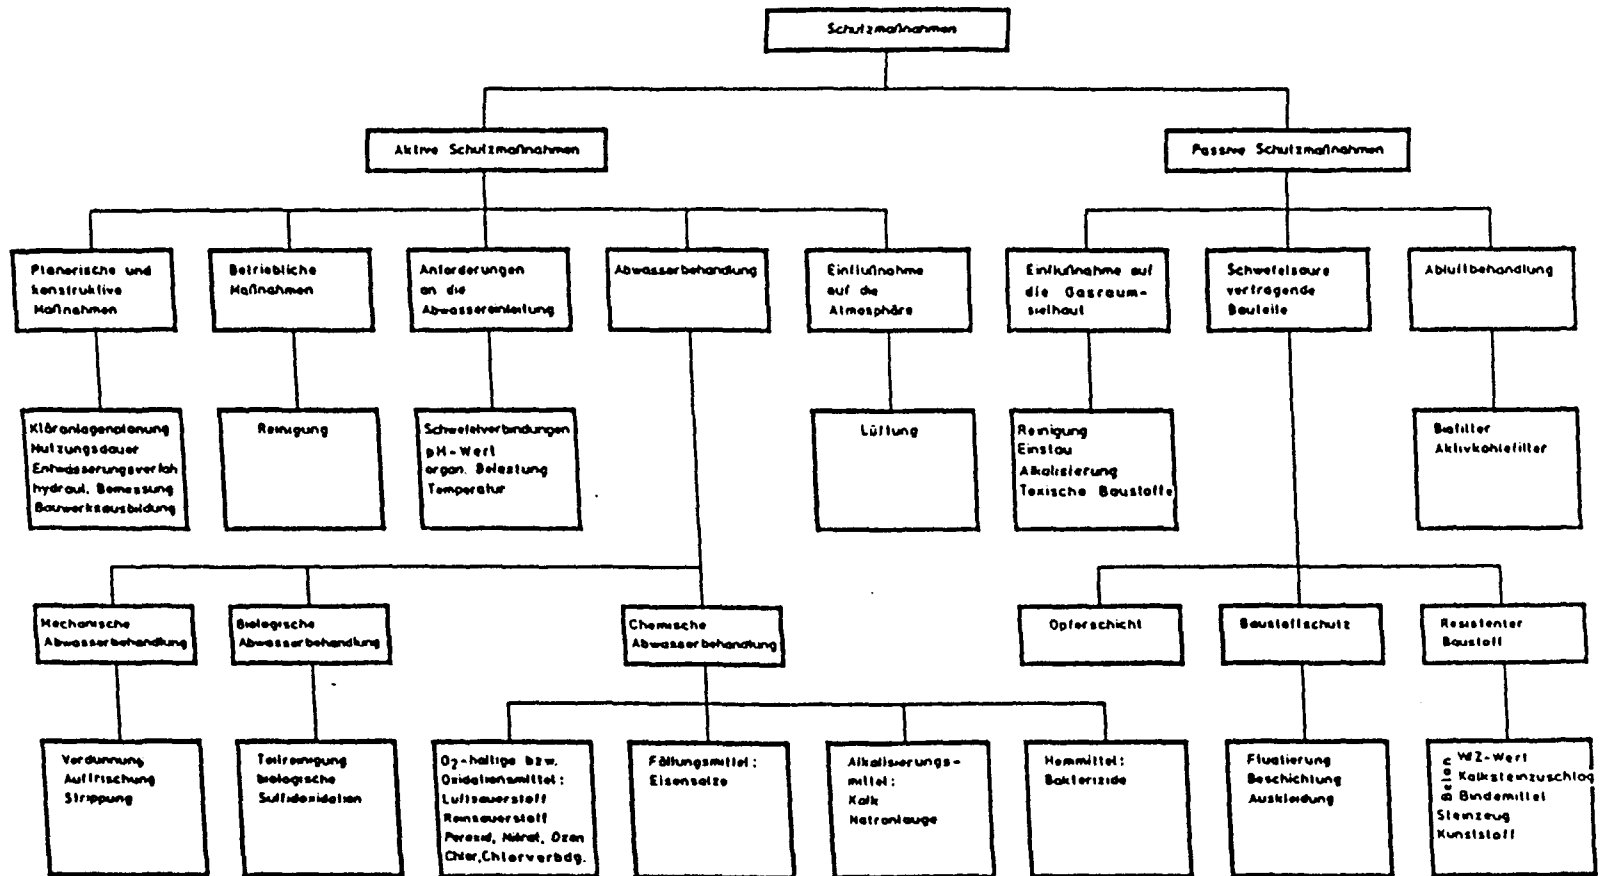 Schutzmaßnahmen
Aktive Schutzmaßnahmen
Passive Schutzmaßnahmen
Planerische und
konstruktive
Maßnahmen
Betriebliche
Maßnahmen
Anforderungen
an die
Abwassereinleitung
Abwasserbehandlung
Einflußnahme
auf die
Atmosphäre
Einflußnahme auf
die Gasraum-
sielhaut
Schwefelsäure
vertragende
Bauteile
Abluftbehandlung
Kläranlagenplanung
Nutzungsdauer
Entwässerungsverfah
hydraul. Bemessung
Bauwerksausbildung
Reinigung
Schwefelverbindungen
pH-Wert
organ. Belastung
Temperatur
Lüftung
Reinigung
Einstau
Alkalisierung
Toxische Baustoffe
Biofilter
Aktivkohlefilter
Mechanische
Abwasserbehandlung
Biologische
Abwasserbehandlung
Chemische
Abwasserbehandlung
Opferschicht
Baustoffschutz
Resistenter
Baustoff
Verdünnung
Auffrischung
Strippung
Teilreinigung
biologische
Sulfidoxidation
O₂-haltige bzw.
Oxidationsmittel:
Luftsauerstoff
Reinsauerstoff
Peroxid, Nitrat, Ozon
Chlor, Chlorverbdg.
Fällungsmittel:
Eisensalze
Alkalisierungs-
mittel:
Kalk
Natronlauge
Hemmittel:
Bakterizide
Fluatierung
Beschichtung
Auskleidung
Beton
W/Z-Wert
Kalksteinzuschlag
Bindemittel
Steinzeug
Kunststoff